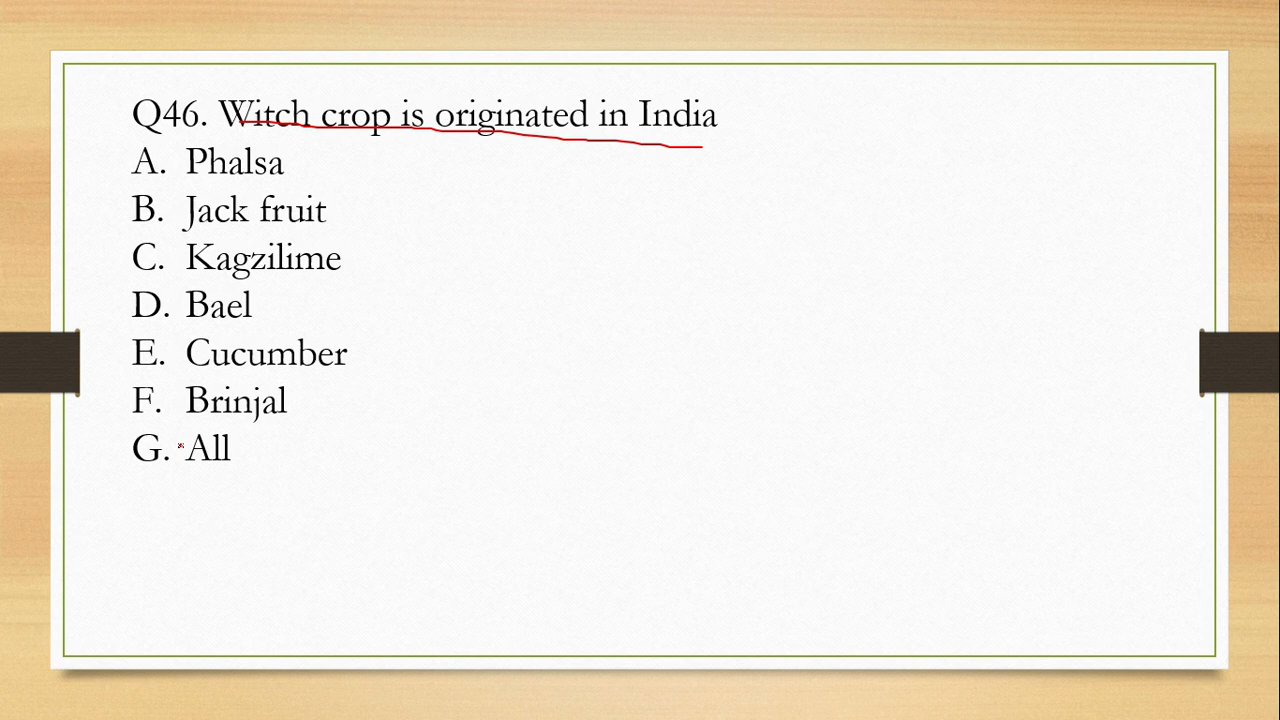 Q46. Witch crop is originated in India
A. Phalsa
B. Jack fruit
C. Kagzilime
D. Bael
E. Cucumber
F. Brinjal
G. All